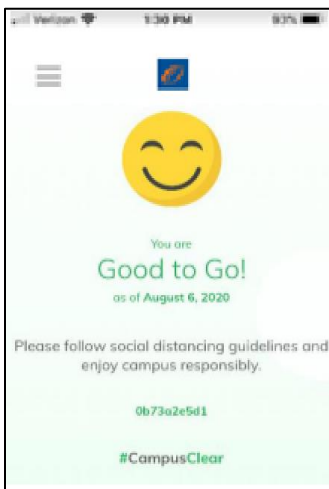 Verizon 1:30 PM 93%
You are
Good to Go!
as of August 6, 2020
Please follow social distancing guidelines and
enjoy campus responsibly.
0b73a2e5d1
#CampusClear